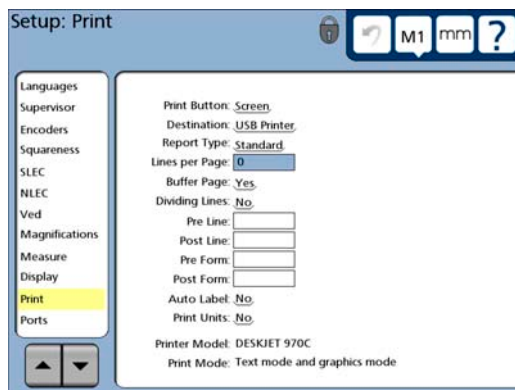 Setup: Print
M1
mm
?
Languages
Supervisor
Encoders
Squareness
SLEC
NLEC
Ved
Magnifications
Measure
Display
Print
Ports
Print Button: Screen
Destination: USB Printer
Report Type: Standard
Lines per Page: 0
Buffer Page: Yes
Dividing Lines: No
Pre Line:
Post Line:
Pre Form:
Post Form:
Auto Label: No
Print Units: No
Printer Model: DESKJET 970C
Print Mode: Text mode and graphics mode